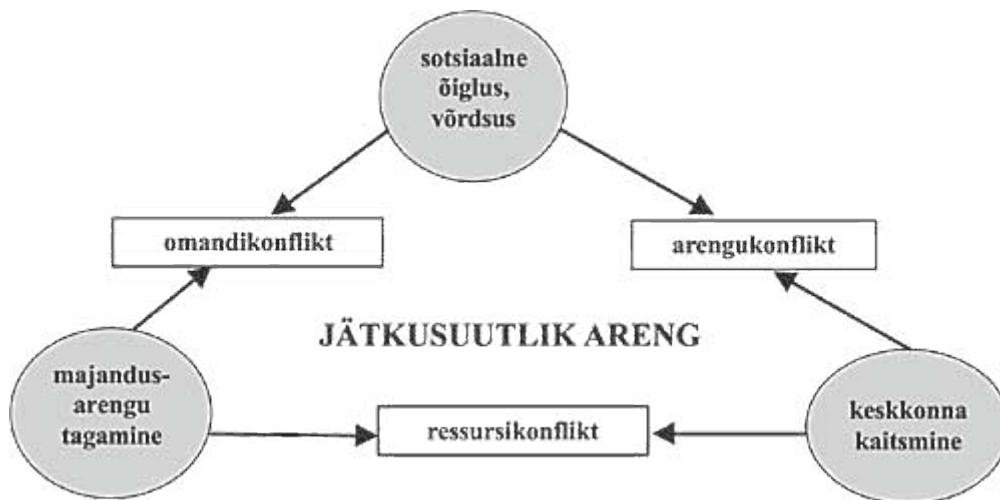 sotsiaalne
õiglus,
võrdsus
omandikonflikt
arengukonflikt
JÄTKUSUUTLIK ARENG
majandus-
arengu
tagamine
ressursikonflikt
keskkonna
kaitsmine